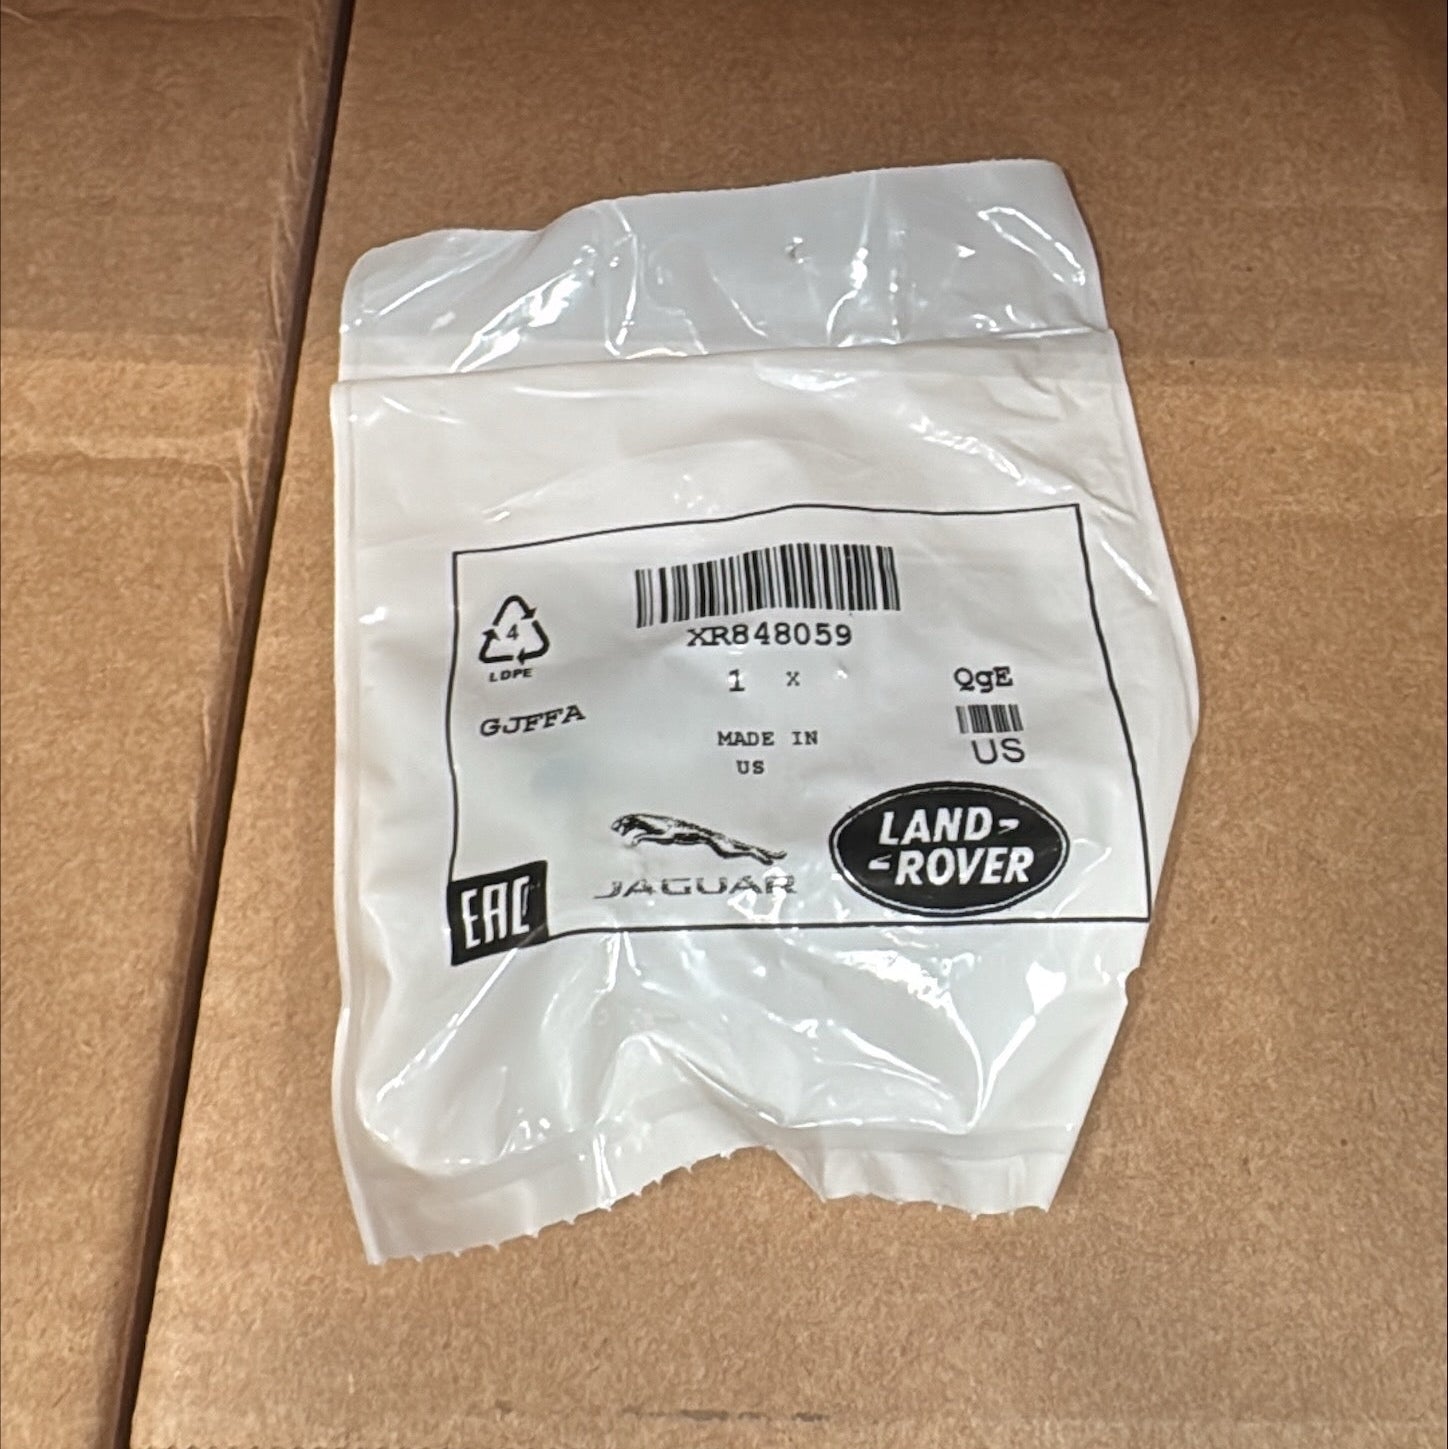 XR848059
4
LDPE
1 x
QgE
GJFFA
MADE IN
US
US
JAGUAR
LAND-
-ROVER
EAC